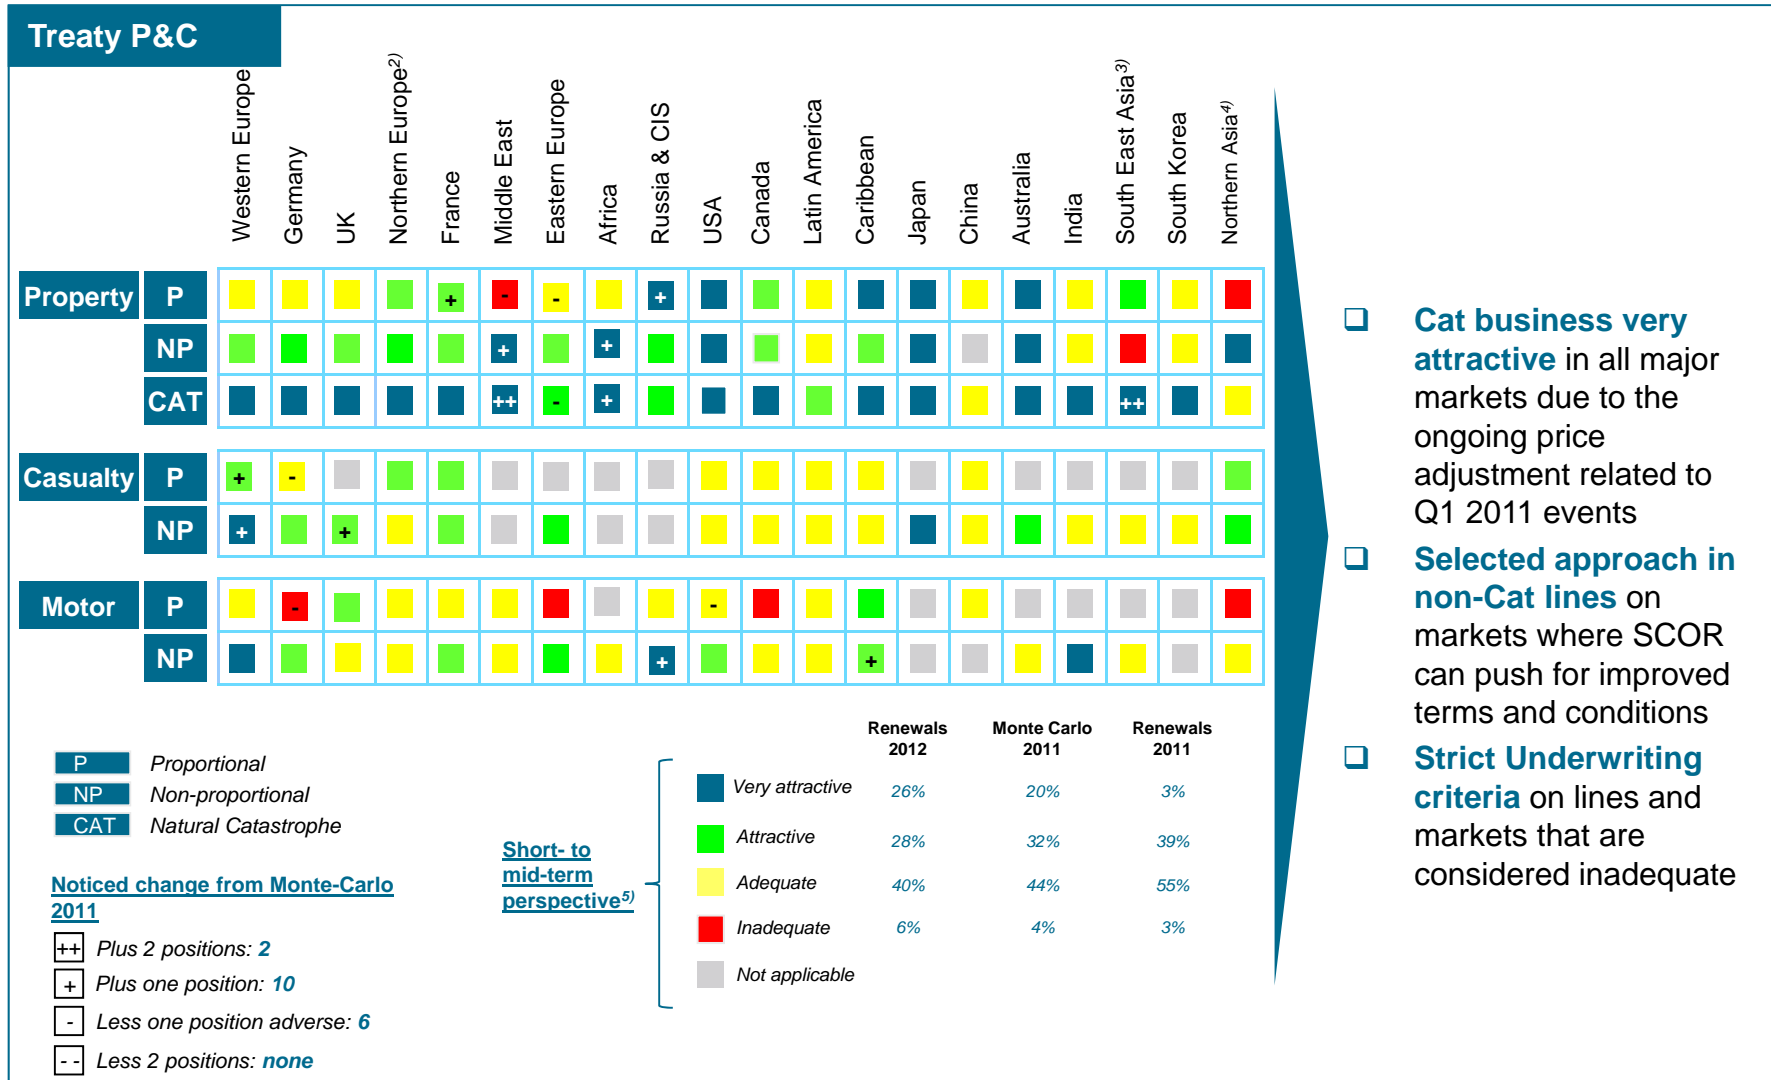 Treaty P&C
Western Europe
Germany
UK
Northern Europe2)
France
Middle East
Eastern Europe
Africa
Russia & CIS
USA
Canada
Latin America
Caribbean
Japan
China
Australia
India
South East Asia3)
South Korea
Northern Asia4)
Property P
+ - - +
NP
+ +
CAT
++ - + ++
Casualty P
+ -
NP
+ +
Motor P
- -
NP
+ +
P Proportional
NP Non-proportional
CAT Natural Catastrophe
Noticed change from Monte-Carlo
2011
++ Plus 2 positions: 2
+ Plus one position: 10
- Less one position adverse: 6
- - Less 2 positions: none
Short- to
mid-term
perspective5)
Renewals Monte Carlo Renewals
2012 2011 2011
Very attractive 26% 20% 3%
Attractive 28% 32% 39%
Adequate 40% 44% 55%
Inadequate 6% 4% 3%
Not applicable
Cat business very
attractive in all major
markets due to the
ongoing price
adjustment related to
Q1 2011 events
Selected approach in
non-Cat lines on
markets where SCOR
can push for improved
terms and conditions
Strict Underwriting
criteria on lines and
markets that are
considered inadequate